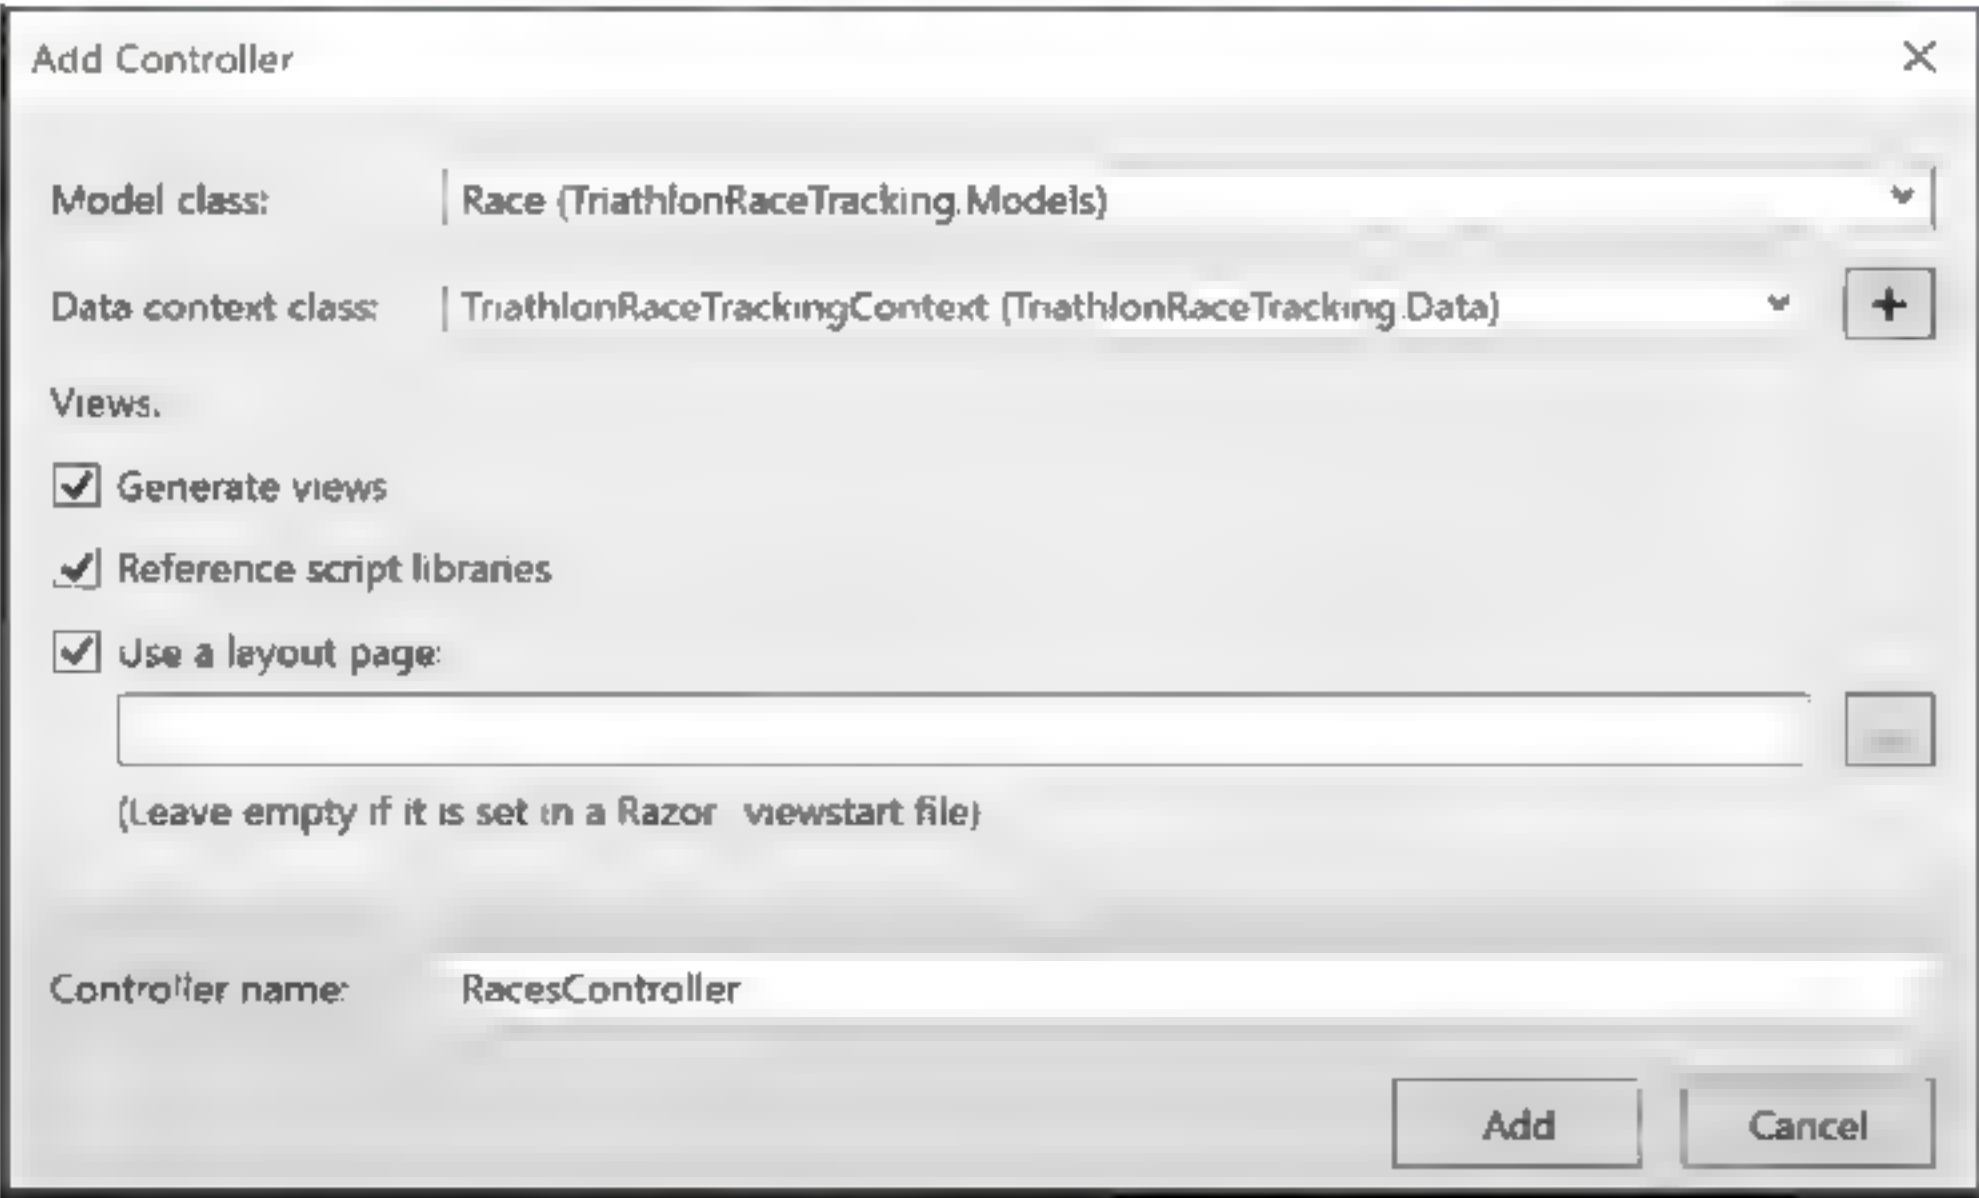 Add Controller
Model class: Race (TriathlonRaceTracking.Models)
Data context class: TriathlonRaceTrackingContext (TriathlonRaceTracking.Data) +
Views:
Generate views
Reference script libraries
Use a layout page:
...
(Leave empty if it is set in a Razor _viewstart file)
Controller name: RacesController
Add Cancel